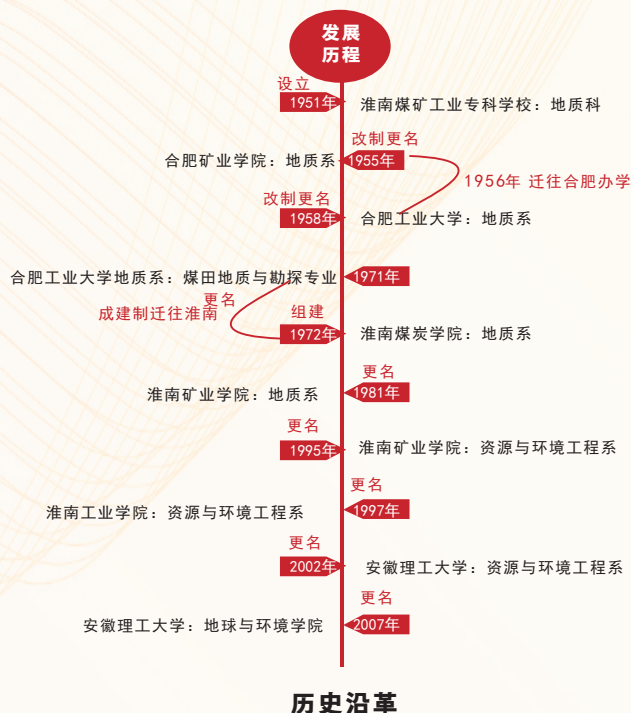 发展
历程
设立
1951年
淮南煤矿工业专科学校：地质科
改制更名
合肥矿业学院：地质系
1955年
1956年 迁往合肥办学
改制更名
1958年
合肥工业大学：地质系
合肥工业大学地质系：煤田地质与勘探专业
1971年
更名
成建制迁往淮南
组建
1972年
淮南煤炭学院：地质系
更名
淮南矿业学院：地质系
1981年
更名
1995年
淮南矿业学院：资源与环境工程系
更名
淮南工业学院：资源与环境工程系
1997年
更名
2002年
安徽理工大学：资源与环境工程系
更名
安徽理工大学：地球与环境学院
2007年
历史沿革